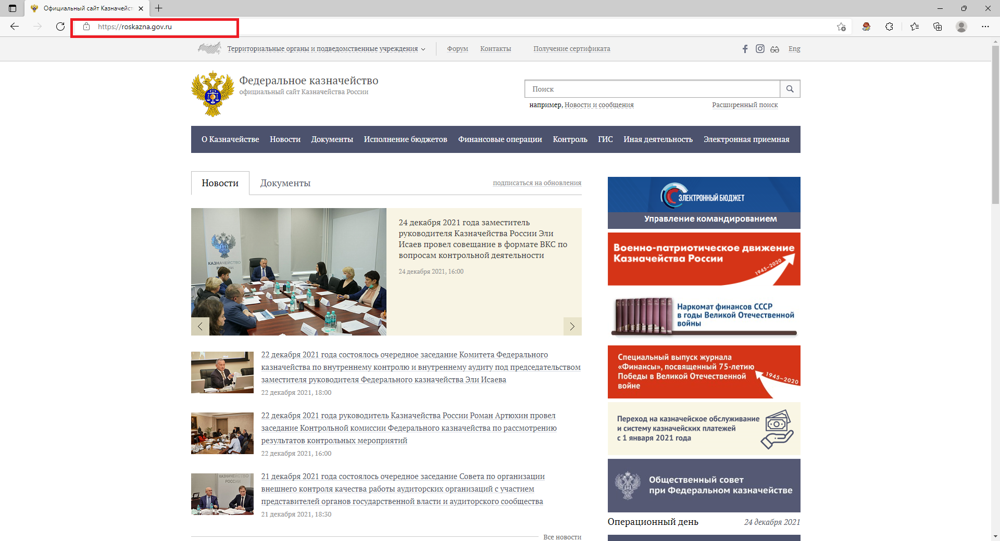 Официальный сайт Казначейст
https://roskazna.gov.ru
Территориальные органы и подведомственные учреждения
Форум
Контакты
Получение сертификата
Eng
Федеральное казначейство
официальный сайт Казначейства России
Поиск
например, Новости и сообщения
Расширенный поиск
О Казначействе Новости Документы Исполнение бюджетов Финансовые операции Контроль ГИС Иная деятельность Электронная приемная
Новости
Документы
подписаться на обновления
КАЗНАЧЕЙСТВО
24 декабря 2021 года заместитель
руководителя Казначейства России Эли
Исаев провел совещание в формате ВКС по
вопросам контрольной деятельности
24 декабря 2021, 16:00
22 декабря 2021 года состоялось очередное заседание Комитета Федерального
казначейства по внутреннему контролю и внутреннему аудиту под председательством
заместителя руководителя Федерального казначейства Эли Исаева
22 декабря 2021, 18:00
22 декабря 2021 года руководитель Казначейства России Роман Артюхин провел
заседание Контрольной комиссии Федерального казначейства по рассмотрению
результатов контрольных мероприятий
22 декабря 2021, 16:00
КАЗНАЧЕЙСТВО
РОССИИ
21 декабря 2021 года состоялось очередное заседание Совета по организации
внешнего контроля качества работы аудиторских организаций с участием
представителей органов государственной власти и аудиторского сообщества
21 декабря 2021, 18:30
Все новости
ЭЛЕКТРОННЫЙ БЮДЖЕТ
Управление командированием
Военно-патриотическое движение
Казначейства России
1945–2020
Наркомат финансов СССР
в годы Великой Отечественной
войны
Специальный выпуск журнала
«Финансы», посвященный 75-летию
Победы в Великой Отечественной
войне
1945–2020
Переход на казначейское обслуживание
и систему казначейских платежей
с 1 января 2021 года
Общественный совет
при Федеральном казначействе
Операционный день
24 декабря 2021